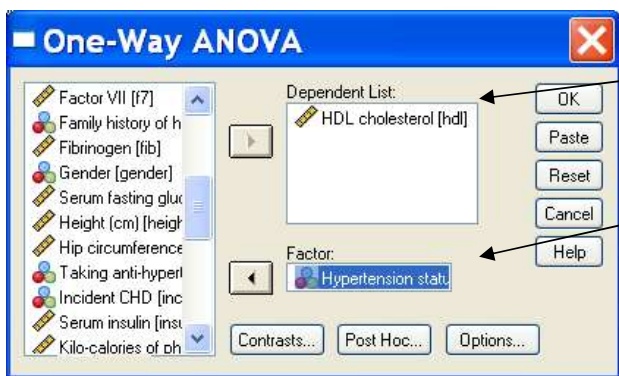 One-Way ANOVA
Factor VII [f7]
Family history of h
Fibrinogen [fib]
Gender [gender]
Serum fasting gluc
Height (cm) [heigh
Hip circumference
Taking anti-hypert
Incident CHD [inc
Serum insulin [insu
Kilo-calories of ph
Dependent List:
HDL cholesterol [hdl]
Factor:
Hypertension statu
OK
Paste
Reset
Cancel
Help
Contrasts...
Post Hoc...
Options...